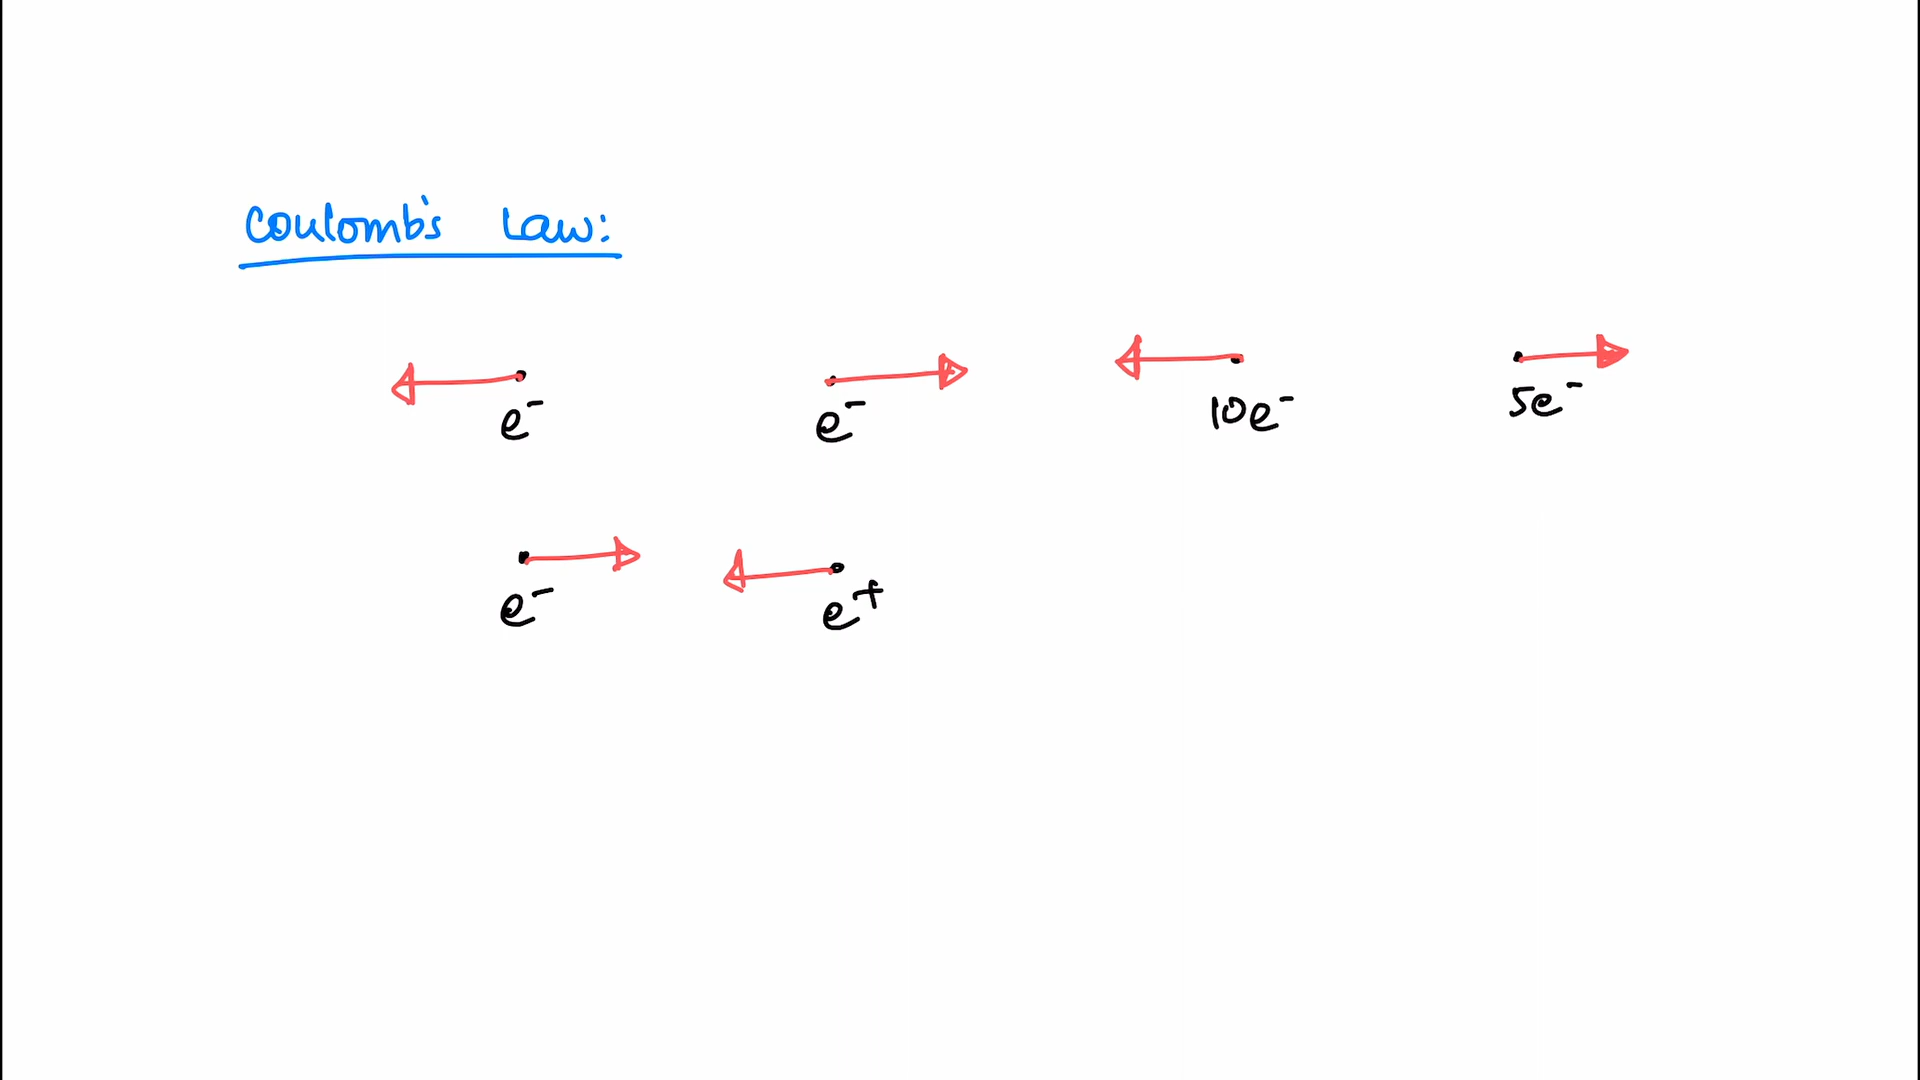 Coulomb's Law:
e⁻ e⁻ 10e⁻ 5e⁻
e⁻ e⁺